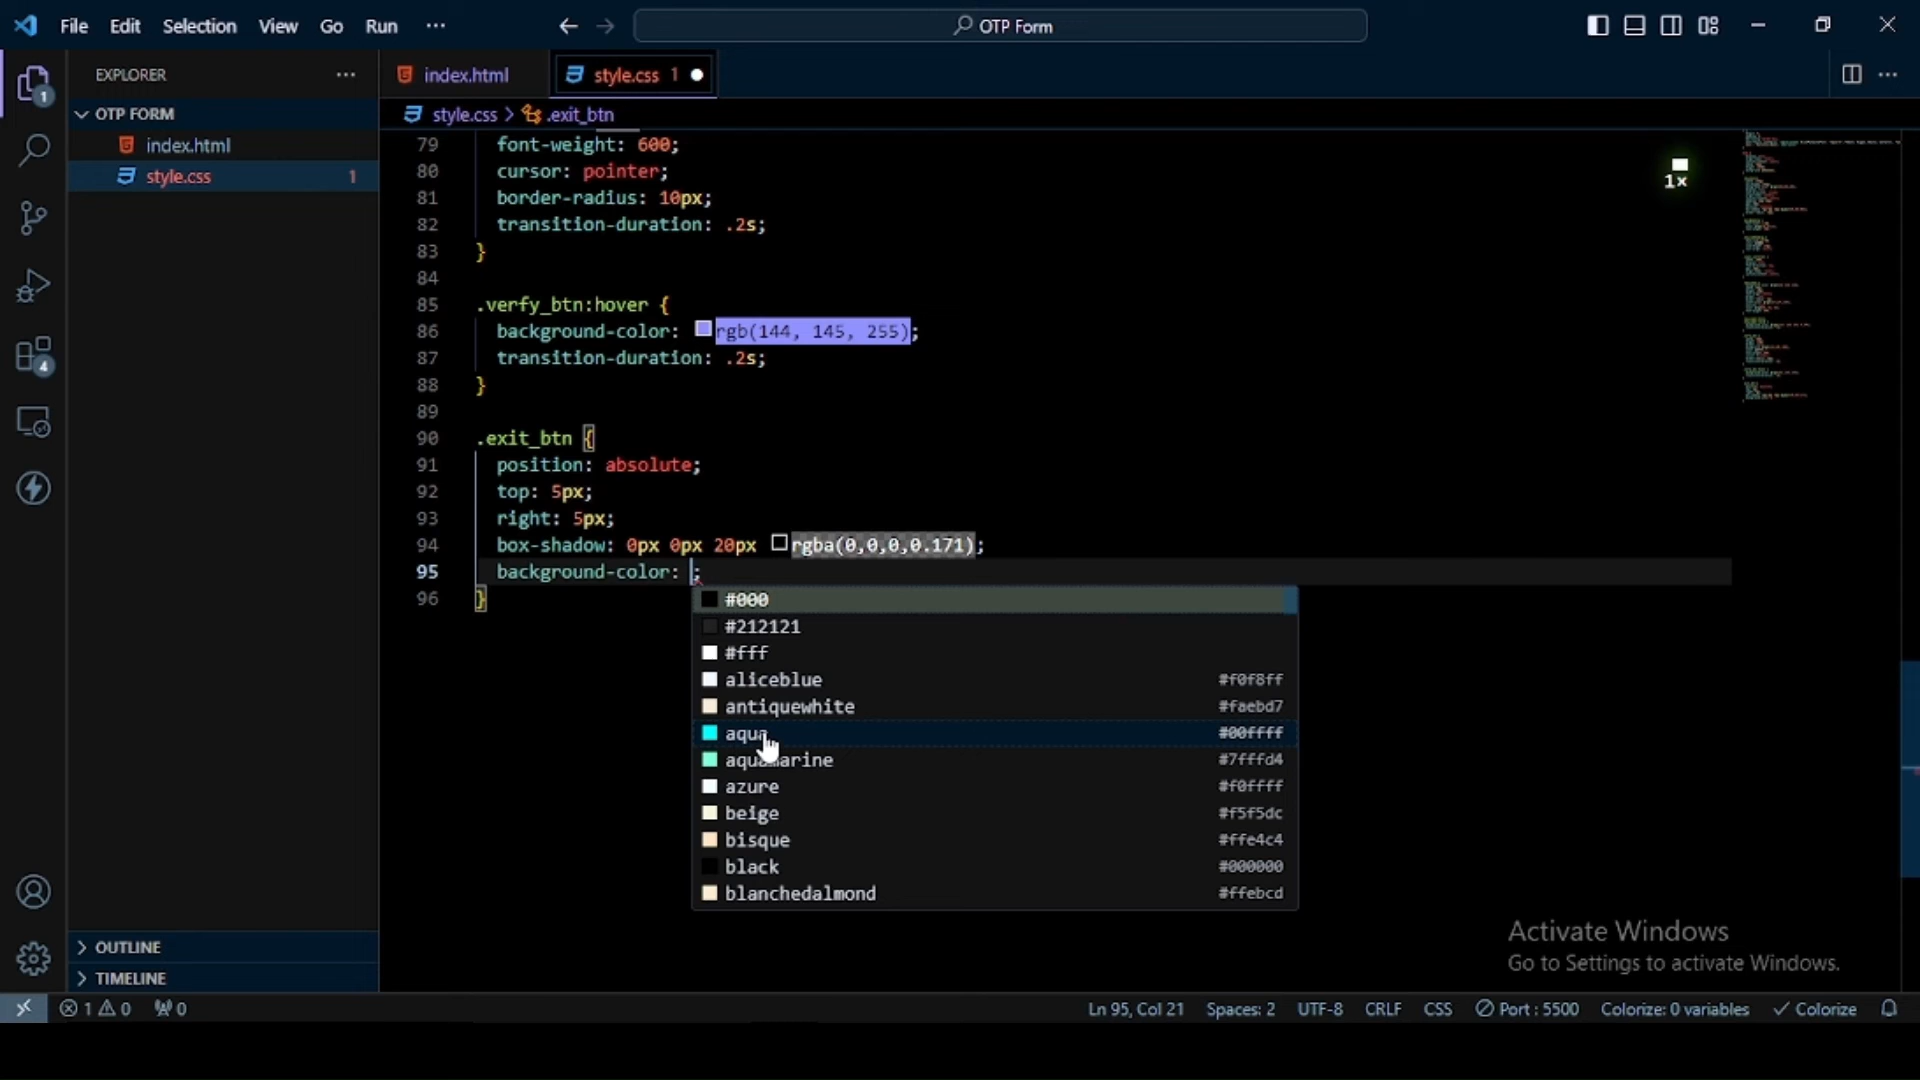 File Edit Selection View Go Run ···
OTP Form
EXPLORER ···
index.html
style.css 1
OTP FORM
style.css > .exit_btn
index.html
style.css 1
1
4
79 font-weight: 600;
80 cursor: pointer;
81 border-radius: 10px;
82 transition-duration: .2s;
83 }
84
85 .verfy_btn:hover {
86 background-color: rgb(144, 145, 255);
87 transition-duration: .2s;
88 }
89
90 .exit_btn {
91 position: absolute;
92 top: 5px;
93 right: 5px;
94 box-shadow: 0px 0px 20px rgba(0,0,0,0.171);
95 background-color: ;
96 }
1×
#000
#212121
#fff
aliceblue #f0f8ff
antiquewhite #faebd7
aqua #00ffff
aquamarine #7fffd4
azure #f0ffff
beige #f5f5dc
bisque #ffe4c4
black #000000
blanchedalmond #ffebcd
OUTLINE
TIMELINE
Activate Windows
Go to Settings to activate Windows.
1 0 0 Ln 95, Col 21 Spaces: 2 UTF-8 CRLF CSS Port : 5500 Colorize: 0 variables Colorize